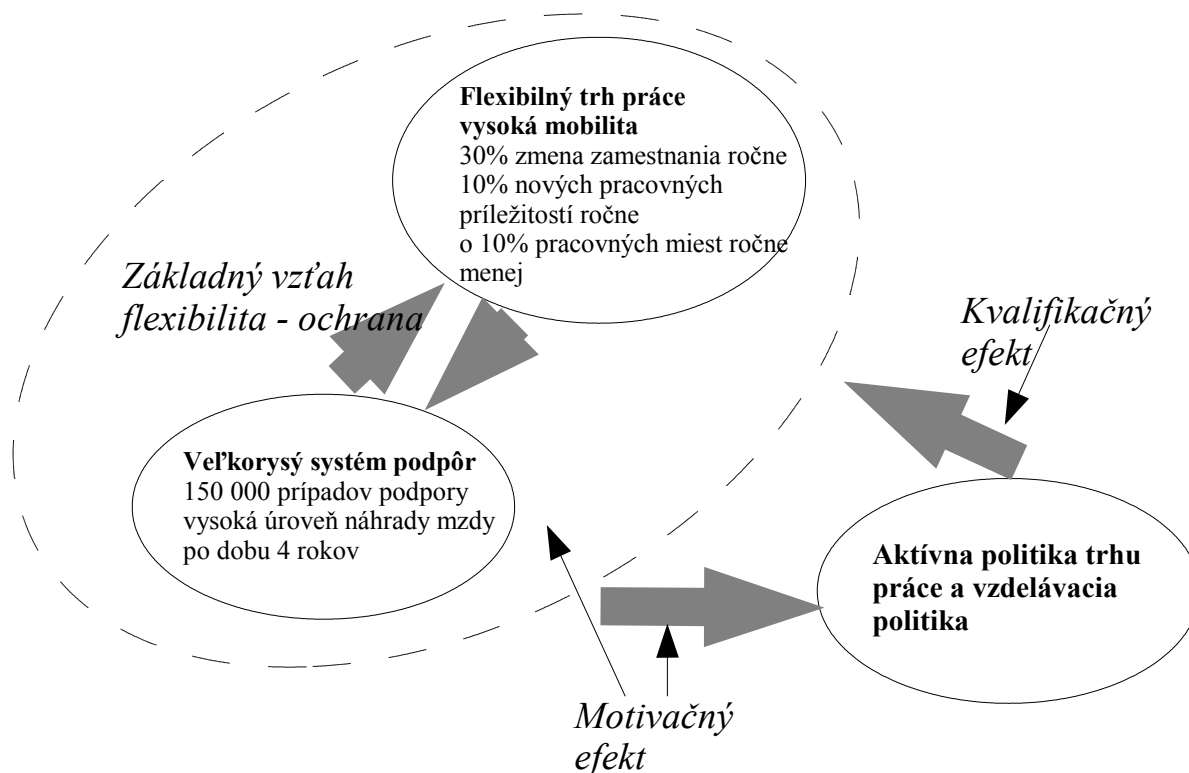 Flexibilný trh práce
vysoká mobilita
30% zmena zamestnania ročne
10% nových pracovných
príležitostí ročne
o 10% pracovných miest ročne
menej
Základný vzťah
flexibilita - ochrana
Kvalifikačný
efekt
Veľkorysý systém podpôr
150 000 prípadov podpory
vysoká úroveň náhrady mzdy
po dobu 4 rokov
Aktívna politika trhu
práce a vzdelávacia
politika
Motivačný
efekt